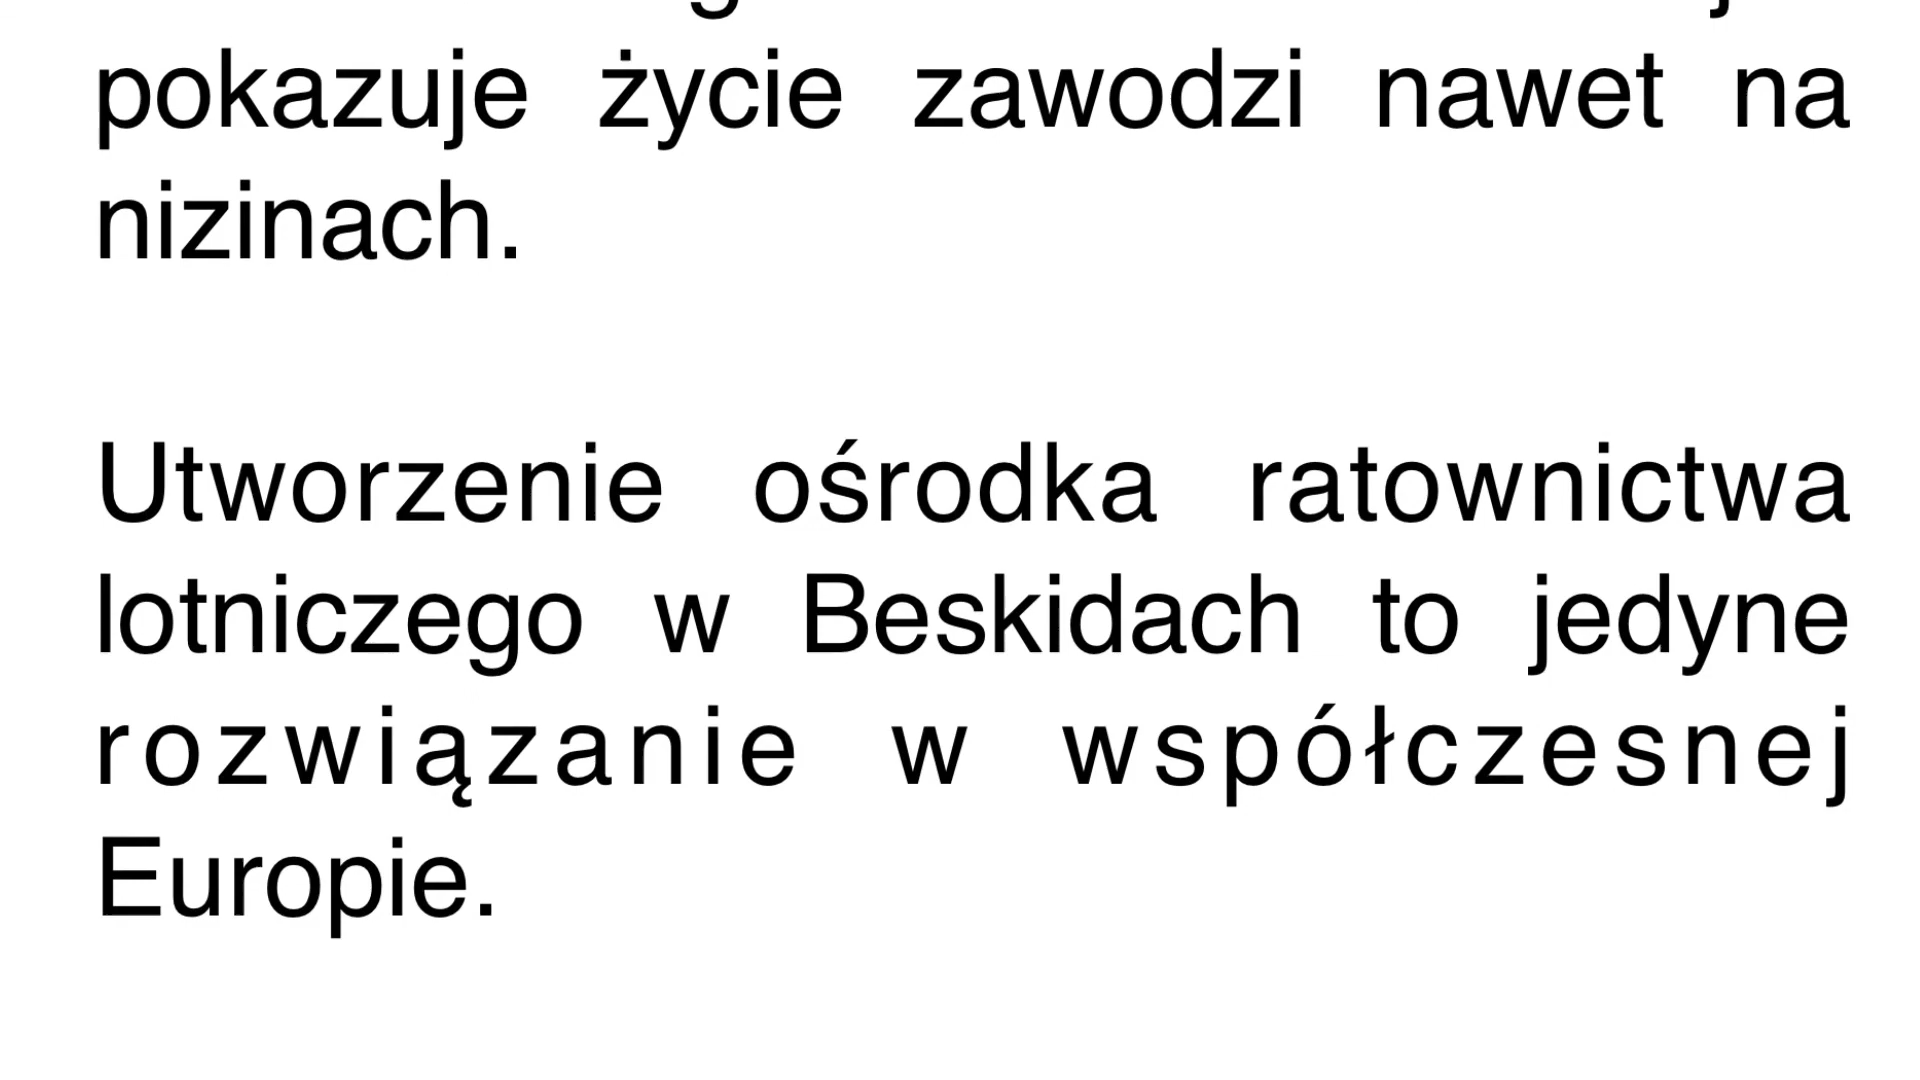 pokazuje życie zawodzi nawet na
nizinach.
Utworzenie ośrodka ratownictwa
lotniczego w Beskidach to jedyne
rozwiązanie w współczesnej
Europie.